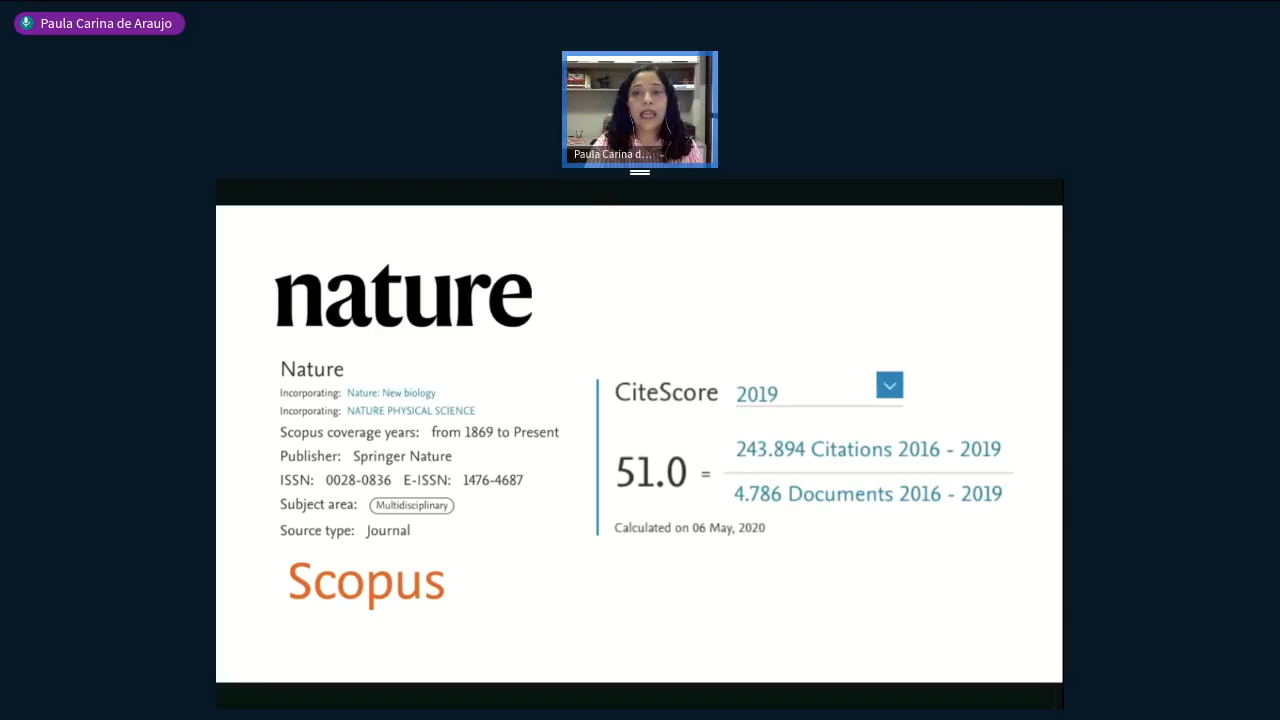 Paula Carina de Araujo
Paula Carina d...
nature
Nature
Incorporating: Nature: New biology
Incorporating: NATURE PHYSICAL SCIENCE
Scopus coverage years: from 1869 to Present
Publisher: Springer Nature
ISSN: 0028-0836 E-ISSN: 1476-4687
Subject area: Multidisciplinary
Source type: Journal
Scopus
CiteScore 2019
243.894 Citations 2016 - 2019
51.0 =
4.786 Documents 2016 - 2019
Calculated on 06 May, 2020